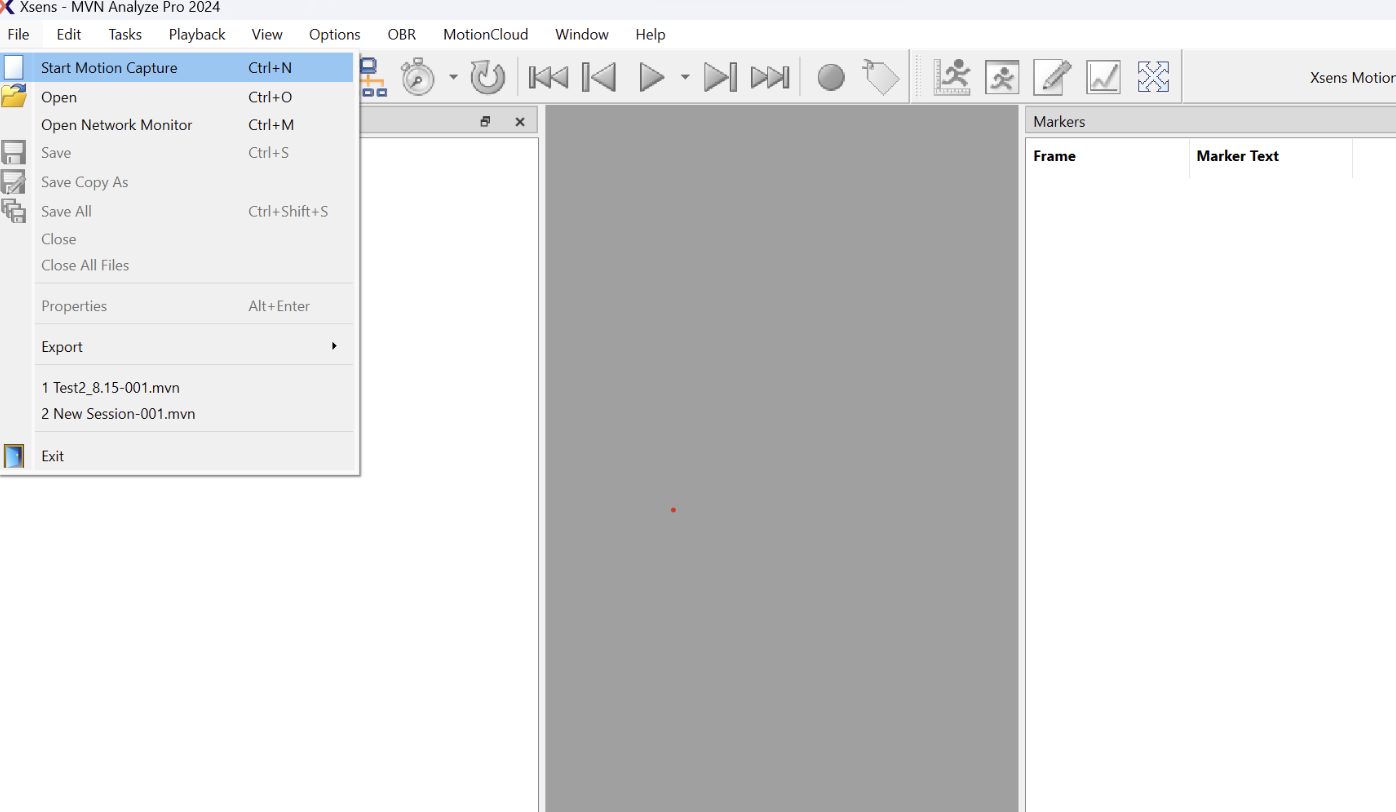 Xsens - MVN Analyze Pro 2024
File Edit Tasks Playback View Options OBR MotionCloud Window Help
Start Motion Capture Ctrl+N
Open Ctrl+O
Open Network Monitor Ctrl+M
Save Ctrl+S
Save Copy As
Save All Ctrl+Shift+S
Close
Close All Files
Properties Alt+Enter
Export
1 Test2_8.15-001.mvn
2 New Session-001.mvn
Exit
Xsens Motion
Markers
Frame Marker Text